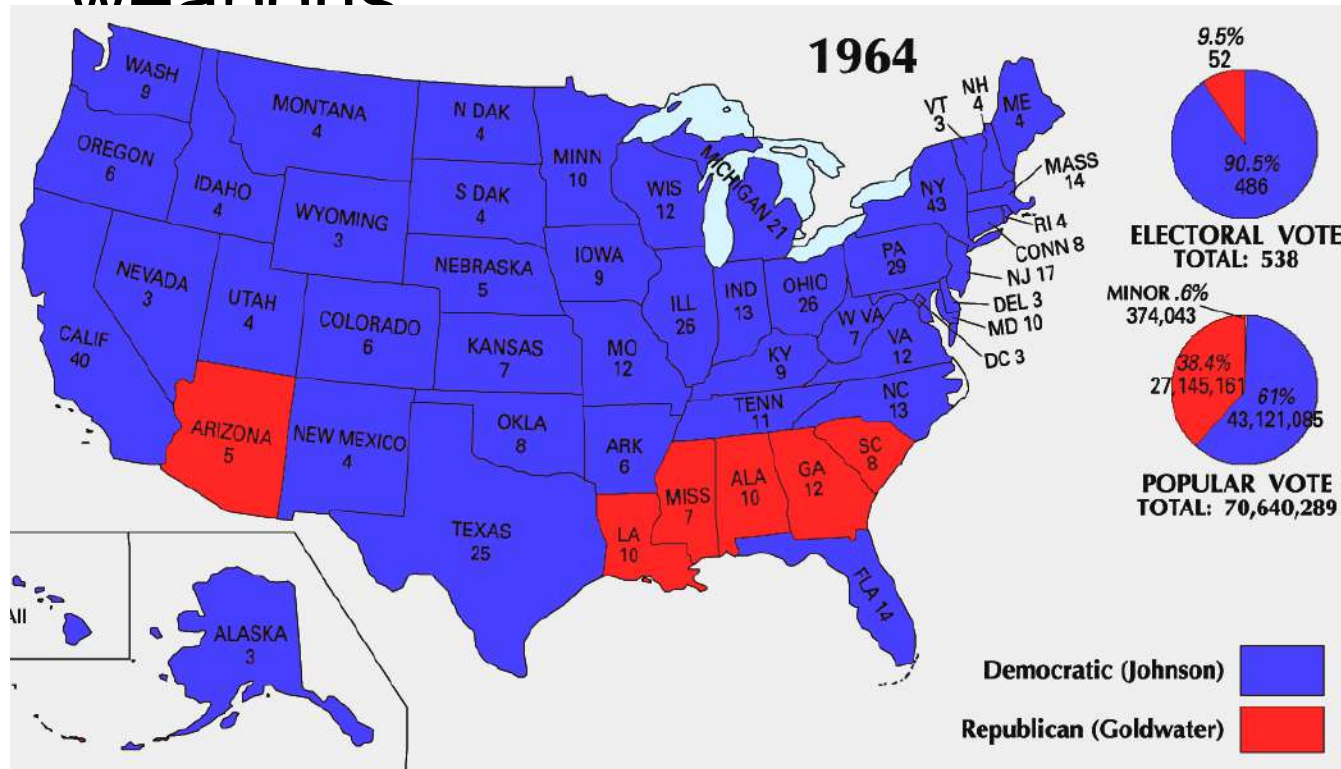 weapons
1964
WASH
9
OREGON
6
CALIF
40
NEVADA
3
IDAHO
4
MONTANA
4
WYOMING
3
UTAH
4
COLORADO
6
ARIZONA
5
NEW MEXICO
4
N DAK
4
S DAK
4
NEBRASKA
5
KANSAS
7
OKLA
8
TEXAS
25
MINN
10
IOWA
9
MO
12
ARK
6
LA
10
WIS
12
ILL
26
MICHIGAN 21
IND
13
OHIO
26
KY
9
TENN
11
MISS
7
ALA
10
GA
12
FLA 14
SC
8
NC
13
VA
12
W VA
7
PA
29
NY
43
VT
3
NH
4
ME
4
MASS
14
RI 4
CONN 8
NJ 17
DEL 3
MD 10
DC 3
AII
ALASKA
3
9.5%
52
90.5%
486
ELECTORAL VOTE
TOTAL: 538
MINOR .6%
374,043
38.4%
27,145,161
61%
43,121,085
POPULAR VOTE
TOTAL: 70,640,289
Democratic (Johnson)
Republican (Goldwater)